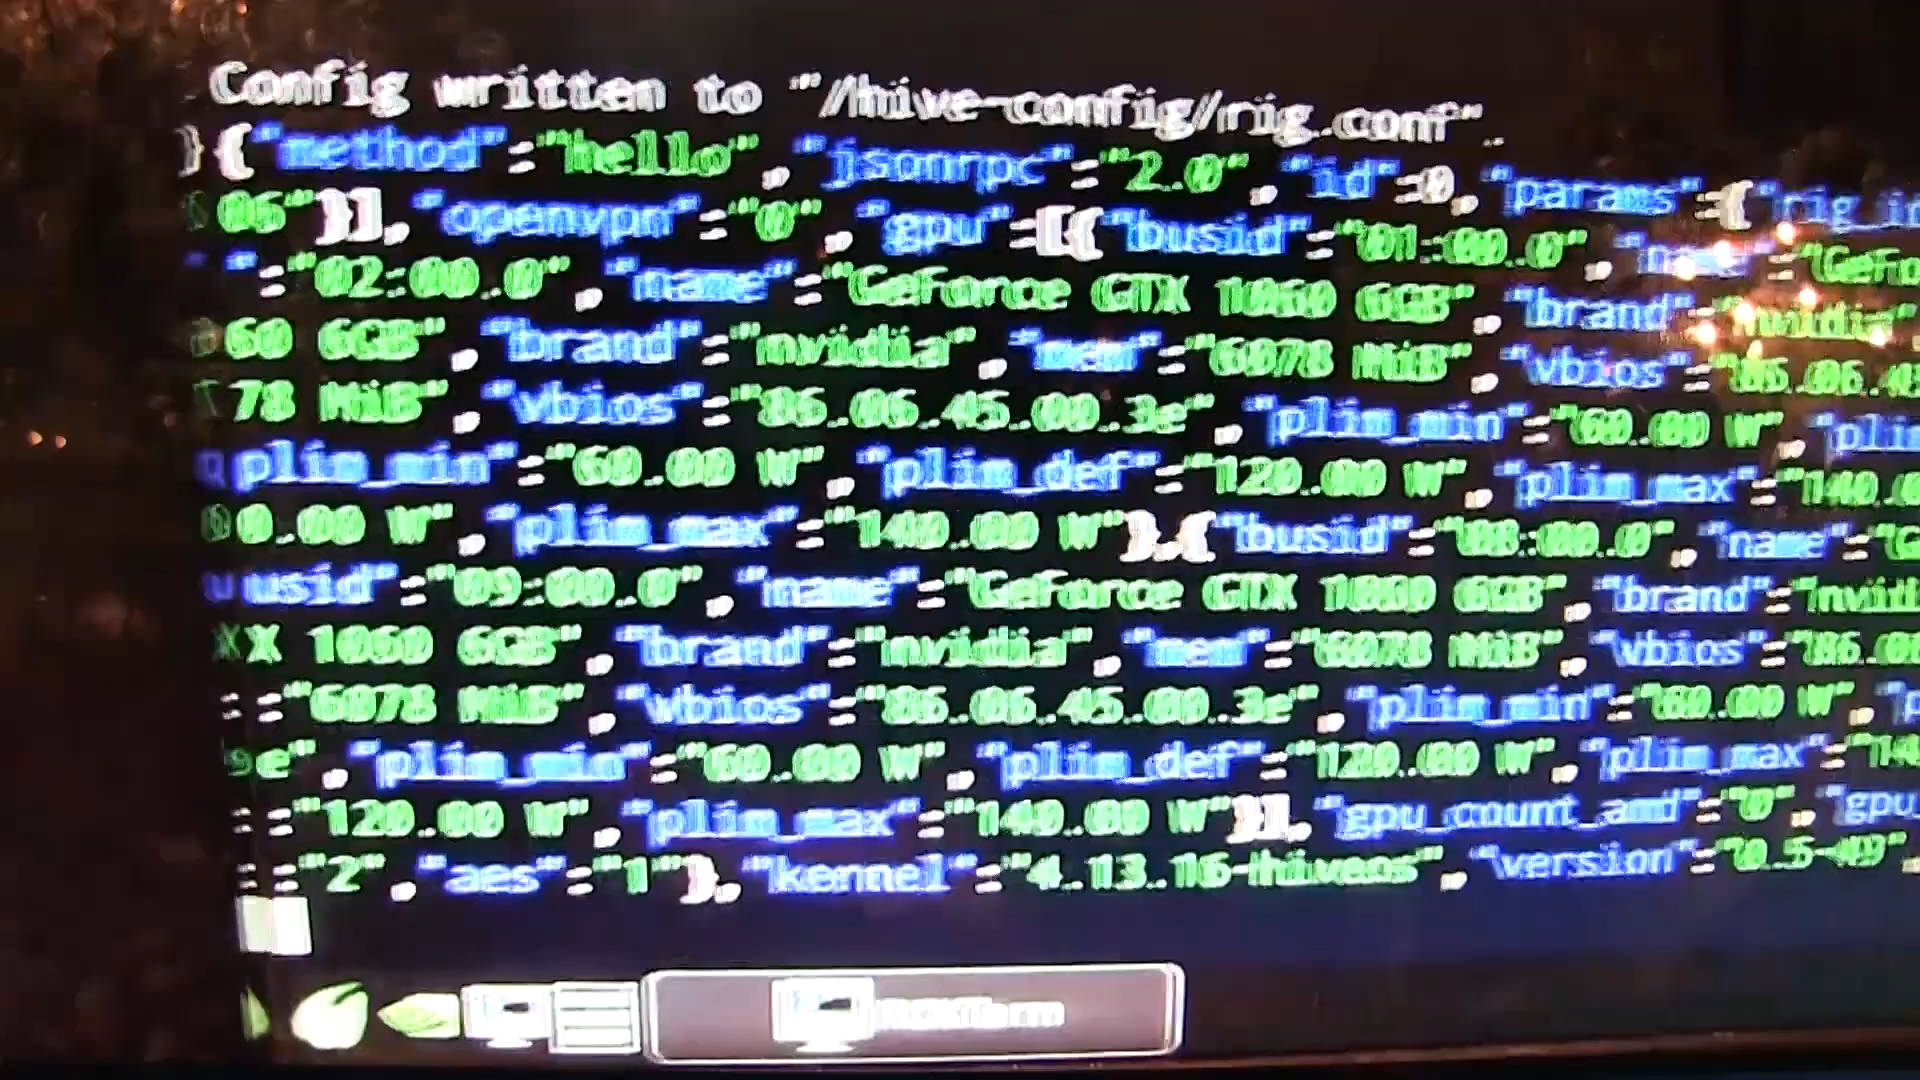 Config written to "/hive-config/rig.conf"
}{"method":"hello","jsonrpc":"2.0","id":0,"params":{"rig_i
06"}],"openvpn":"0","gpu":[{"busid":"01:00.0","name":"GeFo
":"02:00.0","name":"GeForce GTX 1060 6GB","brand":"nvidia"
60 6GB","brand":"nvidia","mem":"6078 MiB","vbios":"86.06.45
78 MiB","vbios":"86.06.45.00.3e","plim_min":"60.00 W","plim
plim_min":"60.00 W","plim_def":"120.00 W","plim_max":"140.0
0.00 W","plim_max":"140.00 W"},{"busid":"08:00.0","name":"G
usid":"09:00.0","name":"GeForce GTX 1060 6GB","brand":"nvidi
X 1060 6GB","brand":"nvidia","mem":"6078 MiB","vbios":"86.0
:"6078 MiB","vbios":"86.06.45.00.3e","plim_min":"60.00 W","p
e","plim_min":"60.00 W","plim_def":"120.00 W","plim_max":"14
:"120.00 W","plim_max":"140.00 W"}],"gpu_count_amd":"0","gpu_
:"2","aes":"1"},"kernel":"4.13.16-hiveos","version":"0.5-49",